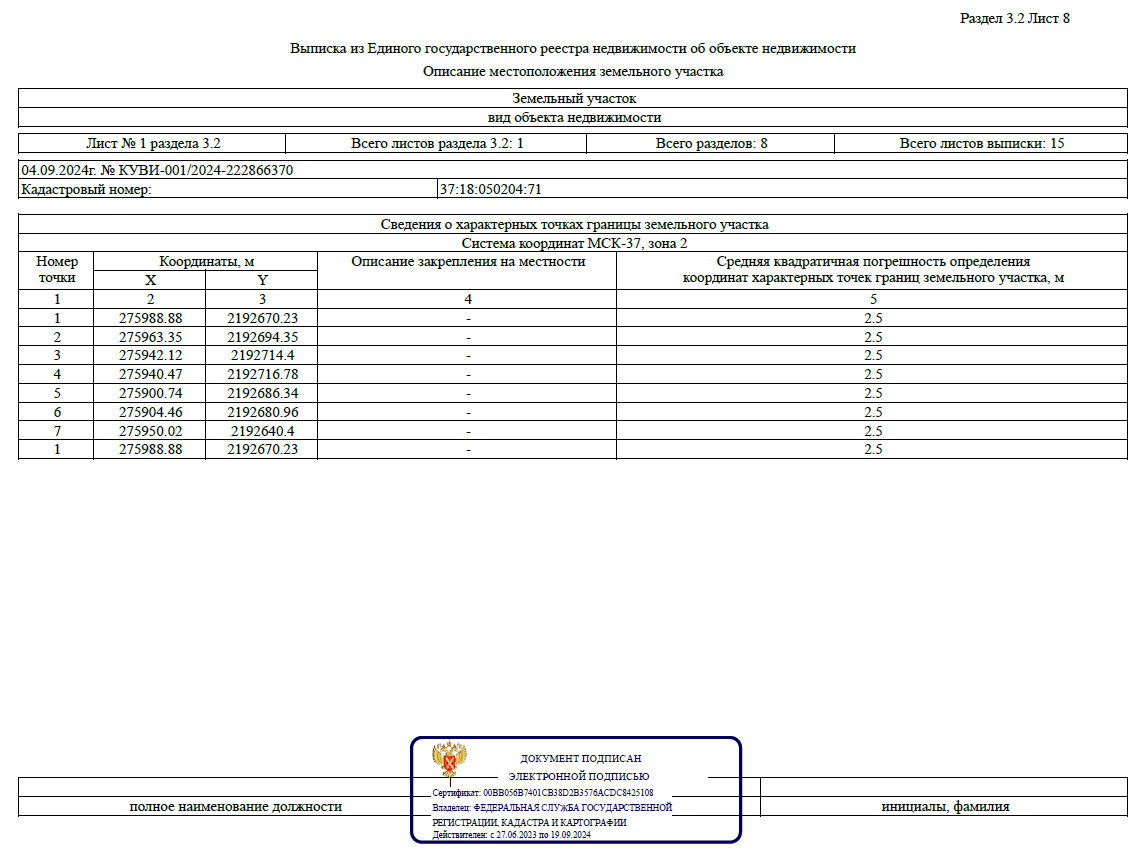 Раздел 3.2 Лист 8
Выписка из Единого государственного реестра недвижимости об объекте недвижимости
Описание местоположения земельного участка
Земельный участок
вид объекта недвижимости
Лист № 1 раздела 3.2 Всего листов раздела 3.2: 1 Всего разделов: 8 Всего листов выписки: 15
04.09.2024г. № КУВИ-001/2024-222866370
Кадастровый номер: 37:18:050204:71
Сведения о характерных точках границы земельного участка
Система координат МСК-37, зона 2
Номер точки Координаты, м Описание закрепления на местности Средняя квадратичная погрешность определения координат характерных точек границ земельного участка, м
X Y
1 2 3 4 5
1 275988.88 2192670.23 - 2.5
2 275963.35 2192694.35 - 2.5
3 275942.12 2192714.4 - 2.5
4 275940.47 2192716.78 - 2.5
5 275900.74 2192686.34 - 2.5
6 275904.46 2192680.96 - 2.5
7 275950.02 2192640.4 - 2.5
1 275988.88 2192670.23 - 2.5
ДОКУМЕНТ ПОДПИСАН
ЭЛЕКТРОННОЙ ПОДПИСЬЮ
Сертификат: 00BB056B7401CB38D2B3576ACDC8425108
Владелец: ФЕДЕРАЛЬНАЯ СЛУЖБА ГОСУДАРСТВЕННОЙ
РЕГИСТРАЦИИ, КАДАСТРА И КАРТОГРАФИИ
Действителен: с 27.06.2023 по 19.09.2024
полное наименование должности инициалы, фамилия